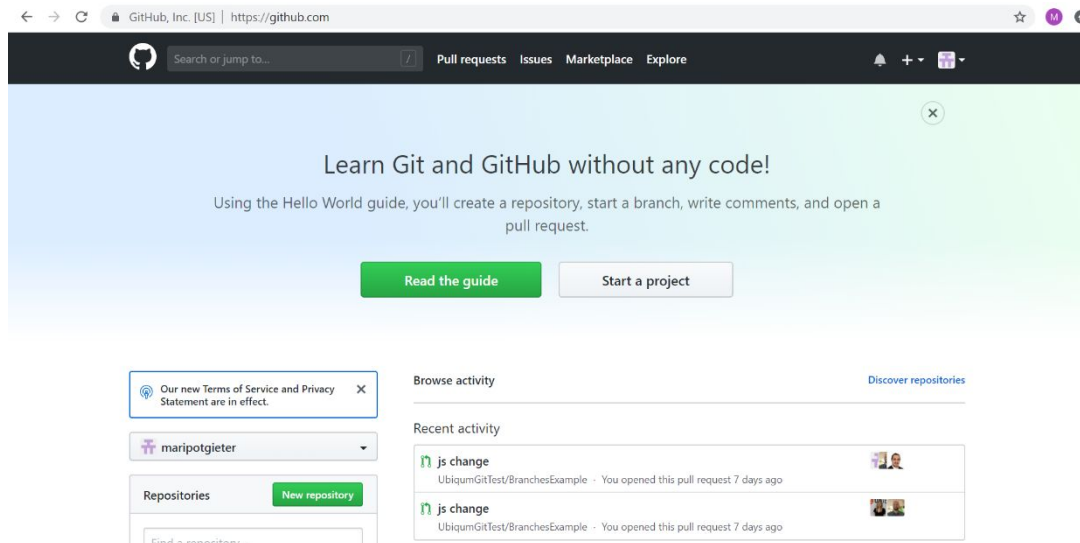 GitHub, Inc. [US] | https://github.com
M
Search or jump to...
/
Pull requests Issues Marketplace Explore
Learn Git and GitHub without any code!
Using the Hello World guide, you'll create a repository, start a branch, write comments, and open a
pull request.
Read the guide
Start a project
Our new Terms of Service and Privacy
Statement are in effect.
maripotgieter
Repositories
New repository
Find a repository
Browse activity
Discover repositories
Recent activity
js change
UbiqumGitTest/BranchesExample · You opened this pull request 7 days ago
js change
UbiqumGitTest/BranchesExample · You opened this pull request 7 days ago